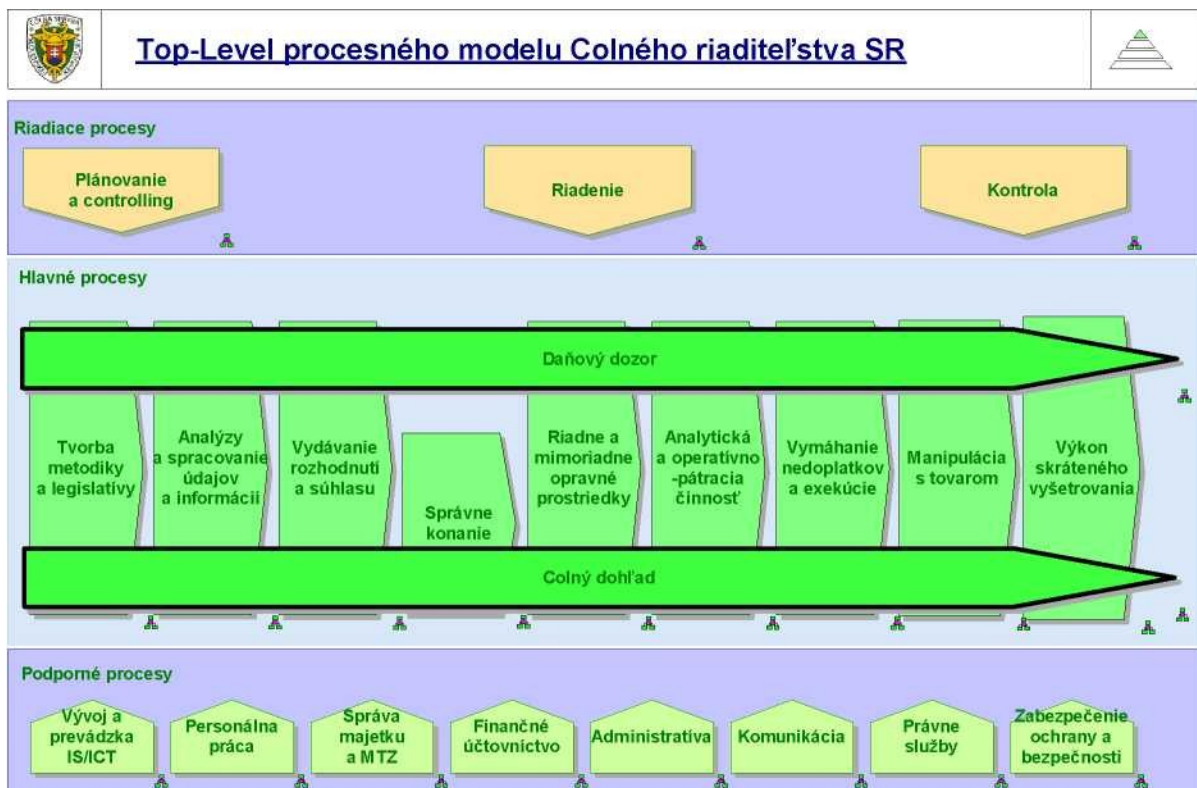 Top-Level procesného modelu Colného riaditeľstva SR
Riadiace procesy
Plánovanie
a controlling
Riadenie
Kontrola
Hlavné procesy
Daňový dozor
Tvorba
metodiky
a legislatívy
Analýzy
a spracovanie
údajov
a informácií
Vydávanie
rozhodnutí
a súhlasu
Správne
konanie
Riadne a
mimoriadne
opravné
prostriedky
Analytická
a operatívno
-pátracia
činnosť
Vymáhanie
nedoplatkov
a exekúcie
Manipulácia
s tovarom
Výkon
skráteného
vyšetrovania
Colný dohľad
Podporné procesy
Vývoj a
prevádzka
IS/ICT
Personálna
práca
Správa
majetku
a MTZ
Finančné
účtovníctvo
Administratíva
Komunikácia
Právne
služby
Zabezpečenie
ochrany a
bezpečnosti